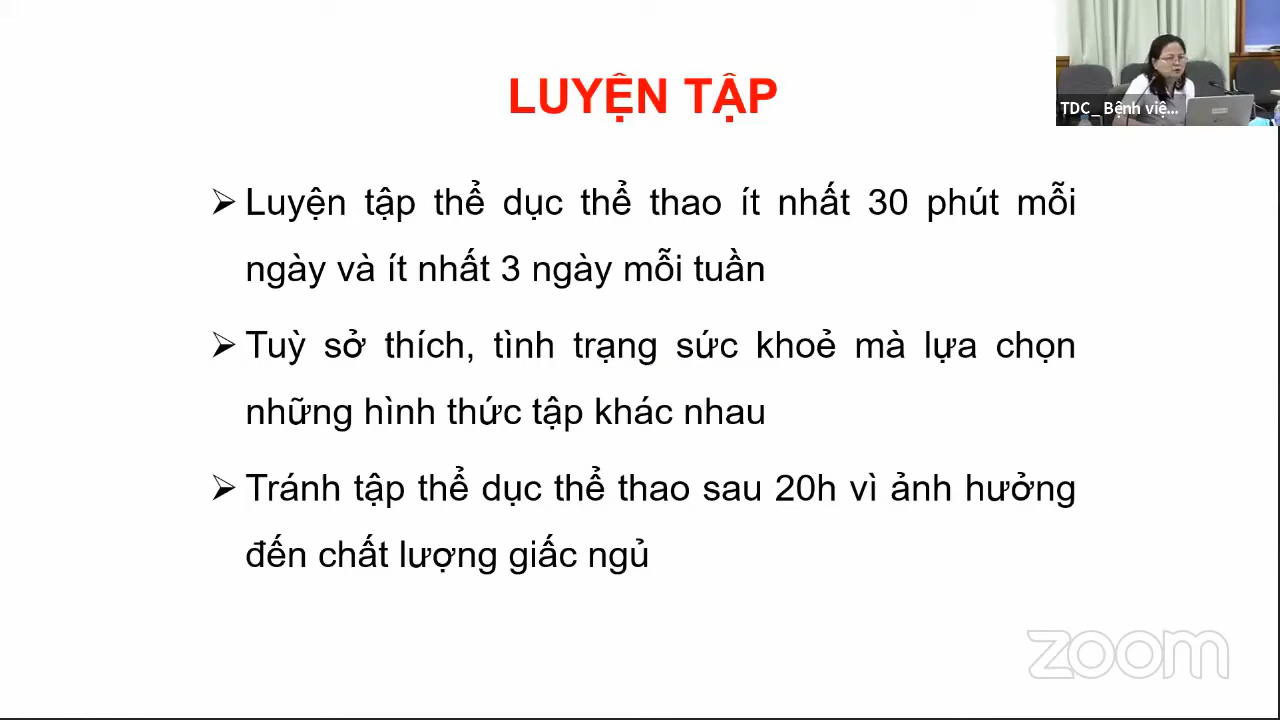 LUYỆN TẬP
TDC_ Bệnh việ...
Luyện tập thể dục thể thao ít nhất 30 phút mỗi
ngày và ít nhất 3 ngày mỗi tuần
Tuỳ sở thích, tình trạng sức khoẻ mà lựa chọn
những hình thức tập khác nhau
Tránh tập thể dục thể thao sau 20h vì ảnh hưởng
đến chất lượng giấc ngủ
zoom